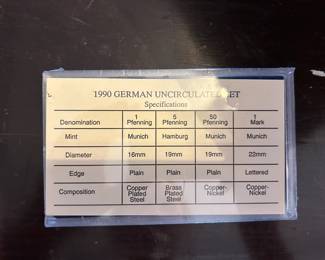 1990 GERMAN UNCIRCULATED SET
Specifications
Denomination 1 Pfenning 5 Pfenning 50 Pfenning 1 Mark
Mint Munich Hamburg Munich Munich
Diameter 16mm 19mm 19mm 22mm
Edge Plain Plain Plain Lettered
Composition Copper Plated Steel Brass Plated Steel Copper-Nickel Copper-Nickel